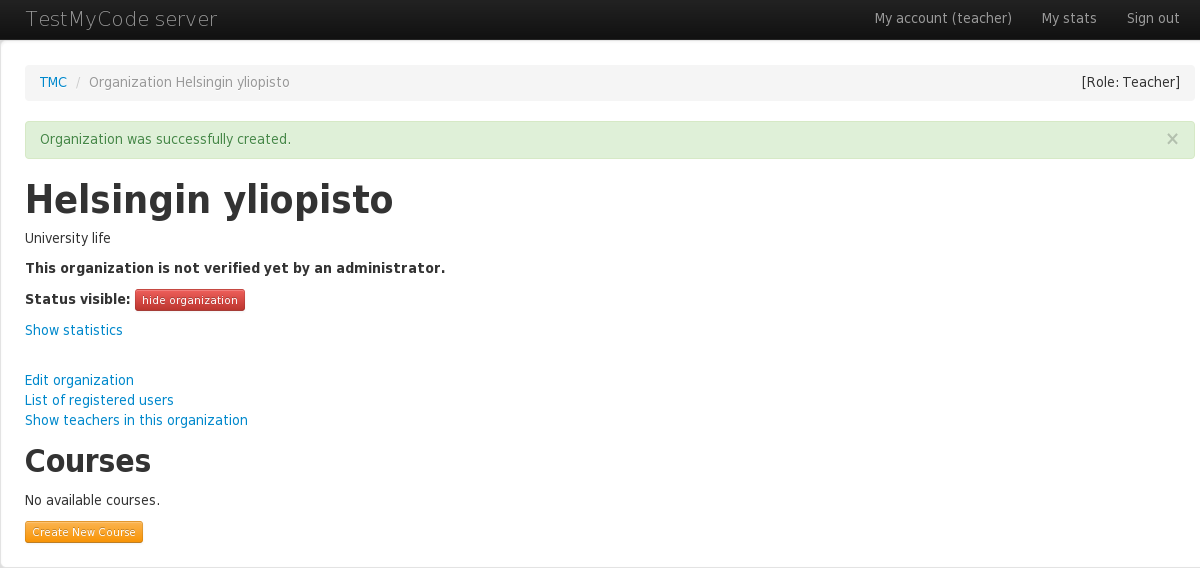 TestMyCode server My account (teacher) My stats Sign out
TMC / Organization Helsingin yliopisto [Role: Teacher]
Organization was successfully created. ×
Helsingin yliopisto
University life
This organization is not verified yet by an administrator.
Status visible: hide organization
Show statistics
Edit organization
List of registered users
Show teachers in this organization
Courses
No available courses.
Create New Course